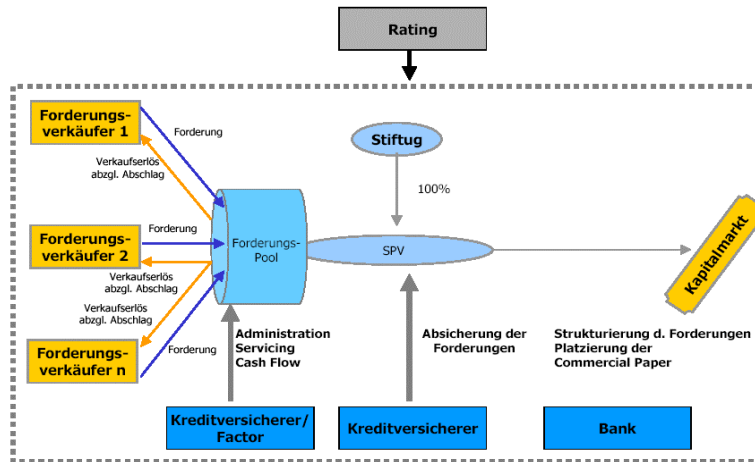 Rating
Forderungs-
verkäufer 1
Forderung
Verkaufserlös
abzgl. Abschlag
Stiftug
100%
Forderungs-
verkäufer 2
Forderung
Verkaufserlös
abzgl. Abschlag
Forderungs-
Pool
SPV
Kapitalmarkt
Verkaufserlös
abzgl. Abschlag
Forderungs-
verkäufer n
Forderung
Administration
Servicing
Cash Flow
Absicherung der
Forderungen
Strukturierung d. Forderungen
Platzierung der
Commercial Paper
Kreditversicherer/
Factor
Kreditversicherer
Bank